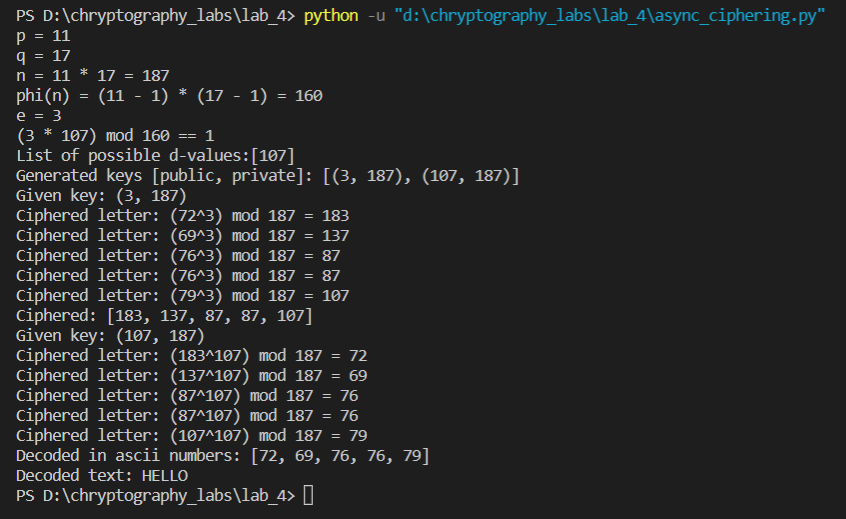 PS D:\chryptography_labs\lab_4> python -u "d:\chryptography_labs\lab_4\async_ciphering.py"
p = 11
q = 17
n = 11 * 17 = 187
phi(n) = (11 - 1) * (17 - 1) = 160
e = 3
(3 * 107) mod 160 == 1
List of possible d-values:[107]
Generated keys [public, private]: [(3, 187), (107, 187)]
Given key: (3, 187)
Ciphered letter: (72^3) mod 187 = 183
Ciphered letter: (69^3) mod 187 = 137
Ciphered letter: (76^3) mod 187 = 87
Ciphered letter: (76^3) mod 187 = 87
Ciphered letter: (79^3) mod 187 = 107
Ciphered: [183, 137, 87, 87, 107]
Given key: (107, 187)
Ciphered letter: (183^107) mod 187 = 72
Ciphered letter: (137^107) mod 187 = 69
Ciphered letter: (87^107) mod 187 = 76
Ciphered letter: (87^107) mod 187 = 76
Ciphered letter: (107^107) mod 187 = 79
Decoded in ascii numbers: [72, 69, 76, 76, 79]
Decoded text: HELLO
PS D:\chryptography_labs\lab_4>